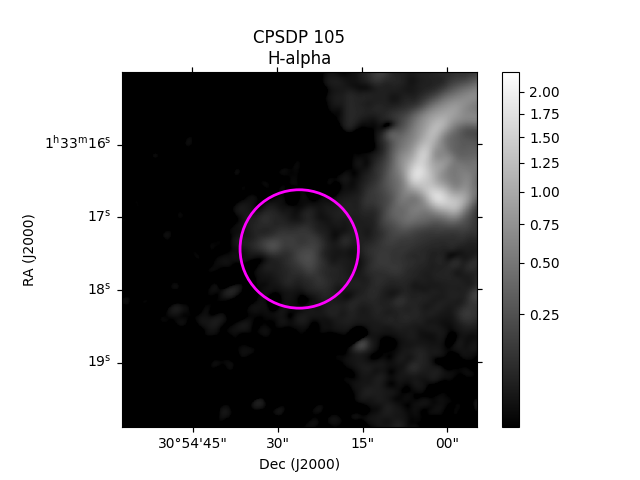 CPSDP 105
H-alpha
1ʰ33ᵐ16ˢ
17ˢ
18ˢ
19ˢ
RA (J2000)
30°54'45"
30"
15"
00"
Dec (J2000)
2.00
1.75
1.50
1.25
1.00
0.75
0.50
0.25